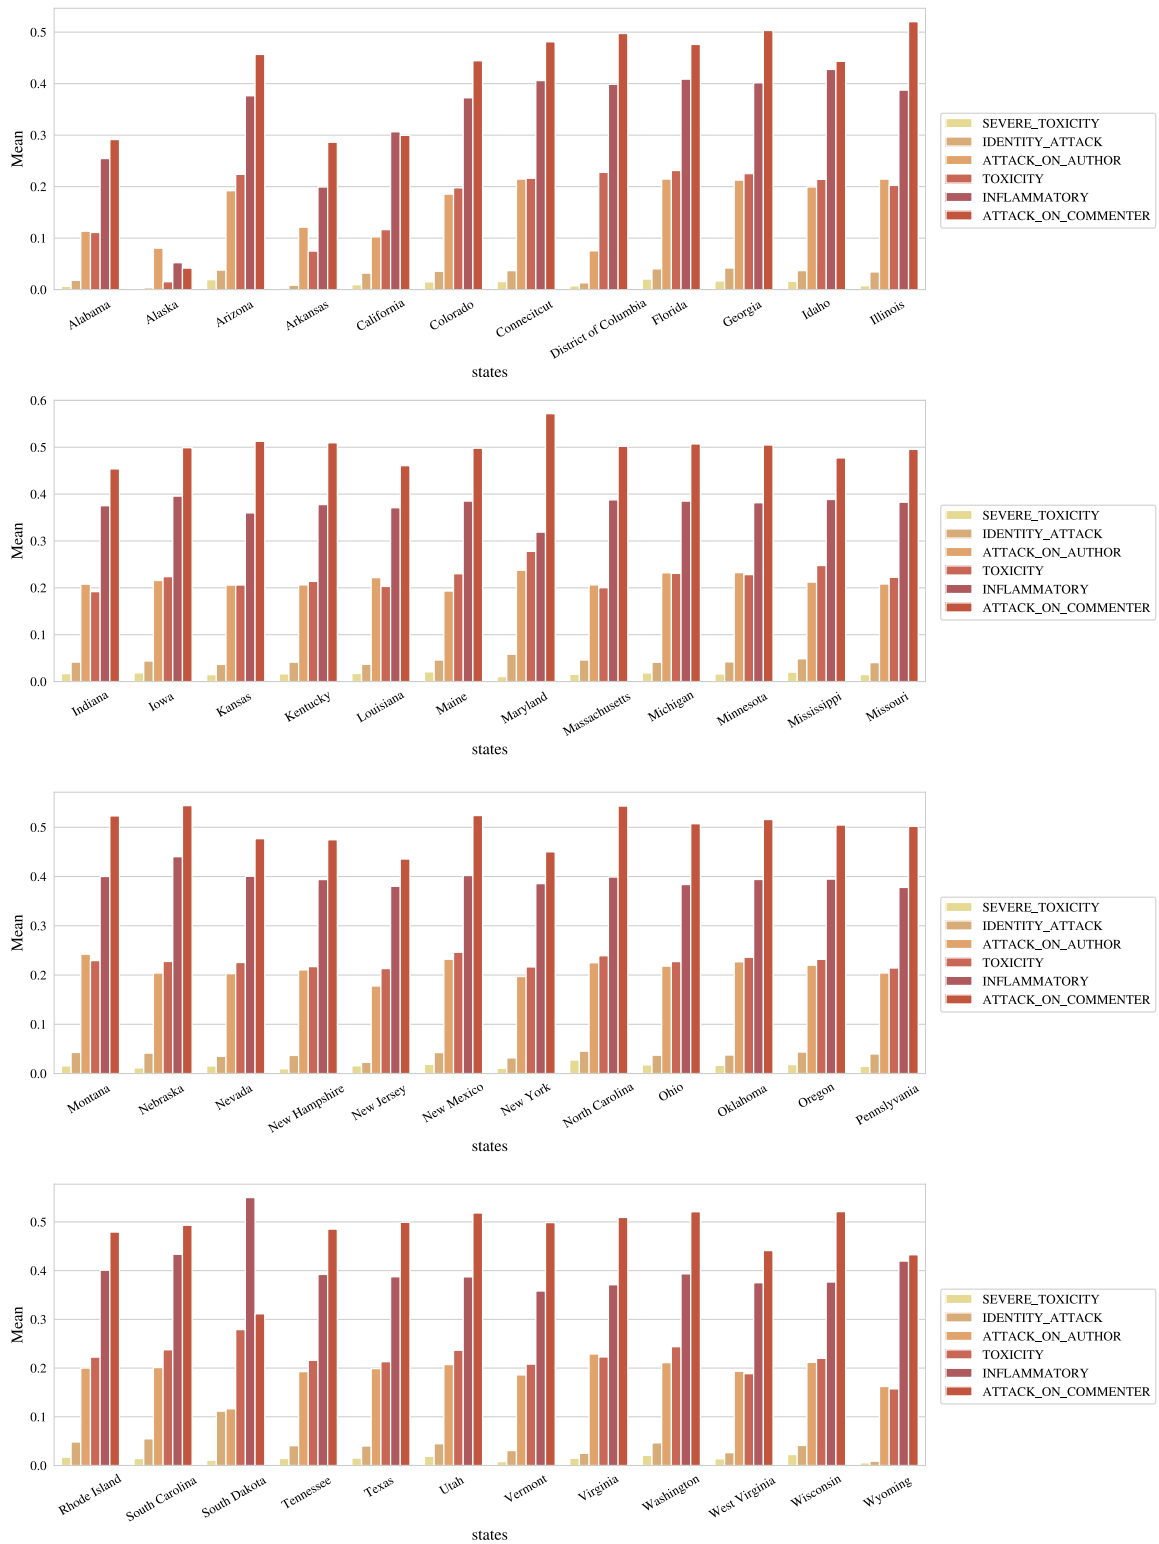 0.5
0.4
0.3
0.2
0.1
0.0
Mean
Alabama
Alaska
Arizona
Arkansas
California
Colorado
Connecitcut
District of Columbia
Florida
Georgia
Idaho
Illinois
states
SEVERE_TOXICITY
IDENTITY_ATTACK
ATTACK_ON_AUTHOR
TOXICITY
INFLAMMATORY
ATTACK_ON_COMMENTER
0.6
0.5
0.4
0.3
0.2
0.1
0.0
Mean
Indiana
Iowa
Kansas
Kentucky
Louisiana
Maine
Maryland
Massachusetts
Michigan
Minnesota
Mississippi
Missouri
states
SEVERE_TOXICITY
IDENTITY_ATTACK
ATTACK_ON_AUTHOR
TOXICITY
INFLAMMATORY
ATTACK_ON_COMMENTER
0.5
0.4
0.3
0.2
0.1
0.0
Mean
Montana
Nebraska
Nevada
New Hampshire
New Jersey
New Mexico
New York
North Carolina
Ohio
Oklahoma
Oregon
Pennslyvania
states
SEVERE_TOXICITY
IDENTITY_ATTACK
ATTACK_ON_AUTHOR
TOXICITY
INFLAMMATORY
ATTACK_ON_COMMENTER
0.5
0.4
0.3
0.2
0.1
0.0
Mean
Rhode Island
South Carolina
South Dakota
Tennessee
Texas
Utah
Vermont
Virginia
Washington
West Virginia
Wisconsin
Wyoming
states
SEVERE_TOXICITY
IDENTITY_ATTACK
ATTACK_ON_AUTHOR
TOXICITY
INFLAMMATORY
ATTACK_ON_COMMENTER